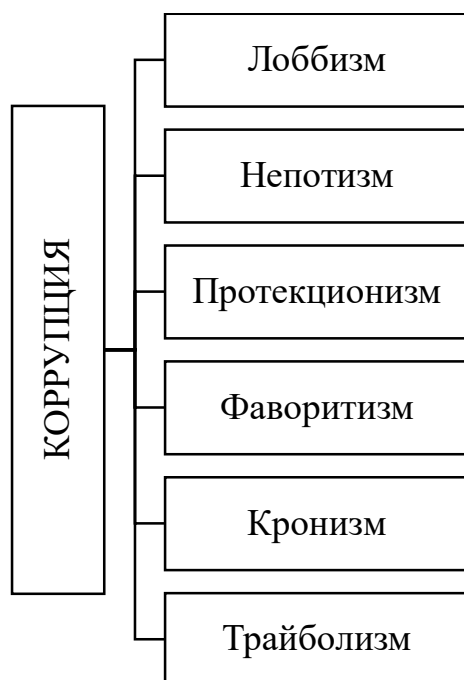 КОРРУПЦИЯ
Лоббизм
Непотизм
Протекционизм
Фаворитизм
Кронизм
Трайболизм